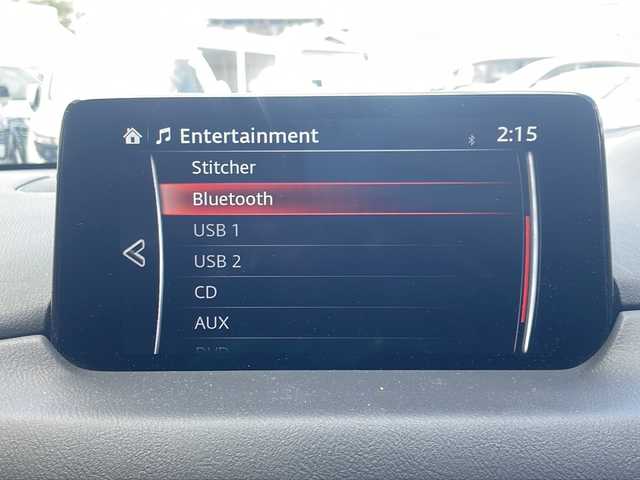 Entertainment 2:15
Stitcher
Bluetooth
USB 1
USB 2
CD
AUX